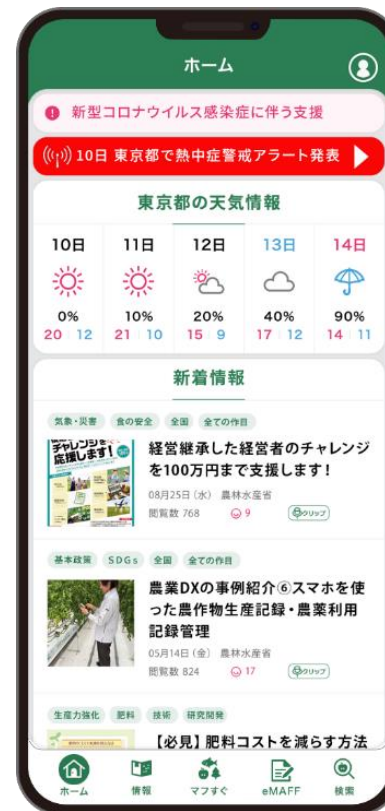 ホーム
新型コロナウイルス感染症に伴う支援
10日 東京都で熱中症警戒アラート発表
東京都の天気情報
10日 11日 12日 13日 14日
0% 10% 20% 40% 90%
20 12 21 10 15 9 17 12 14 11
新着情報
気象・災害 食の安全 全国 全ての作目
チャレンジを
応援します!
経営継承した経営者のチャレンジ
を100万円まで支援します!
08月25日(水) 農林水産省
閲覧数 768 9 クリップ
基本政策 SDGs 全国 全ての作目
農業DXの事例紹介⑥スマホを使
った農作物生産記録・農薬利用
記録管理
05月14日(金) 農林水産省
閲覧数 824 17 クリップ
生産力強化 肥料 技術 研究開発
【必見】肥料コストを減らす方法
ホーム 情報 マフすぐ eMAFF 検索